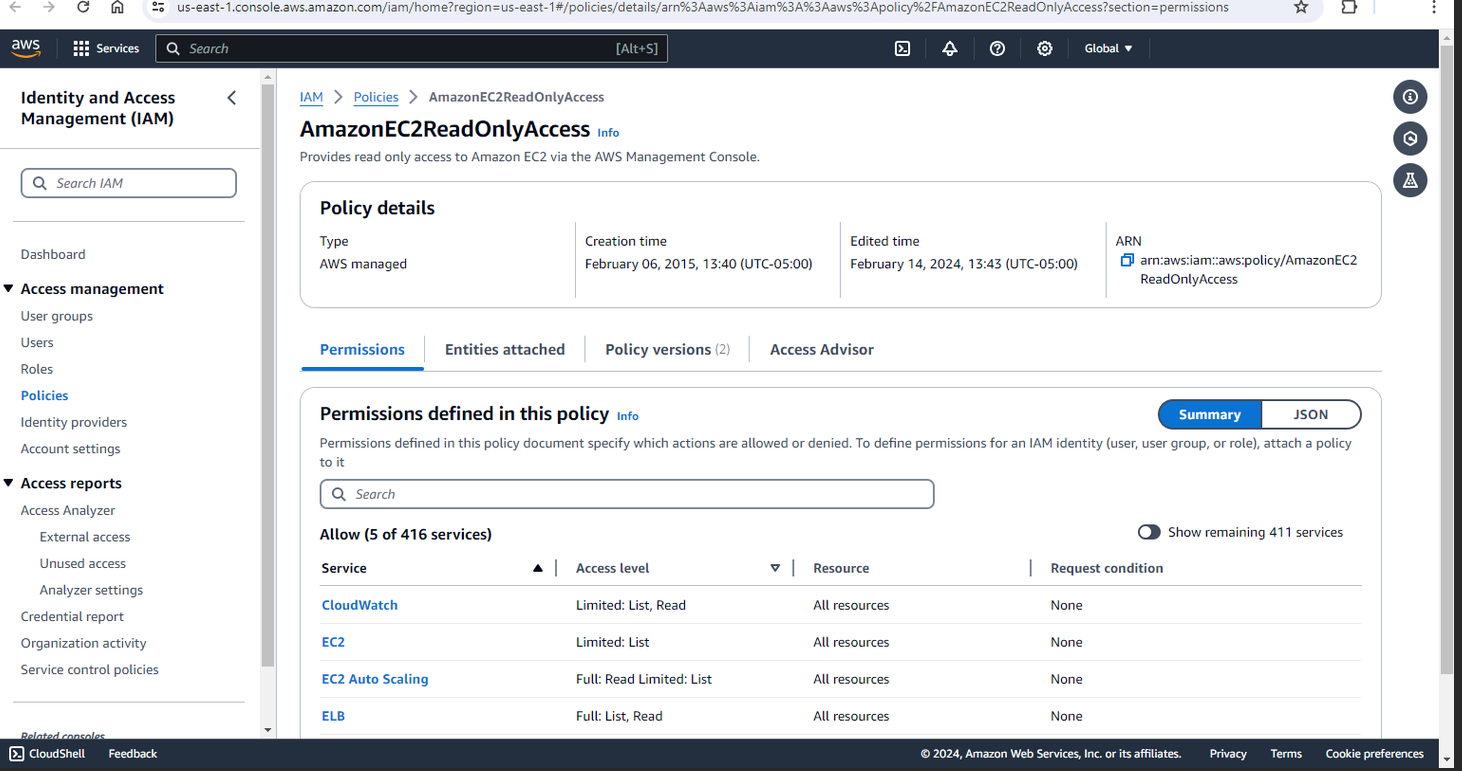 us-east-1.console.aws.amazon.com/iam/home?region=us-east-1#/policies/details/arn%3Aaws%3Aiam%3A%3Aaws%3Apolicy%2FAmazonEC2ReadOnlyAccess?section=permissions
aws
Services
Search
[Alt+S]
Global
Identity and Access
Management (IAM)
Search IAM
Dashboard
Access management
User groups
Users
Roles
Policies
Identity providers
Account settings
Access reports
Access Analyzer
External access
Unused access
Analyzer settings
Credential report
Organization activity
Service control policies
Related consoles
IAM > Policies > AmazonEC2ReadOnlyAccess
AmazonEC2ReadOnlyAccess Info
Provides read only access to Amazon EC2 via the AWS Management Console.
Policy details
Type
AWS managed
Creation time
February 06, 2015, 13:40 (UTC-05:00)
Edited time
February 14, 2024, 13:43 (UTC-05:00)
ARN
arn:aws:iam::aws:policy/AmazonEC2
ReadOnlyAccess
Permissions
Entities attached
Policy versions (2)
Access Advisor
Permissions defined in this policy Info
Summary
JSON
Permissions defined in this policy document specify which actions are allowed or denied. To define permissions for an IAM identity (user, user group, or role), attach a policy
to it
Search
Allow (5 of 416 services)
Show remaining 411 services
Service Access level Resource Request condition
CloudWatch Limited: List, Read All resources None
EC2 Limited: List All resources None
EC2 Auto Scaling Full: Read Limited: List All resources None
ELB Full: List, Read All resources None
CloudShell Feedback © 2024, Amazon Web Services, Inc. or its affiliates. Privacy Terms Cookie preferences